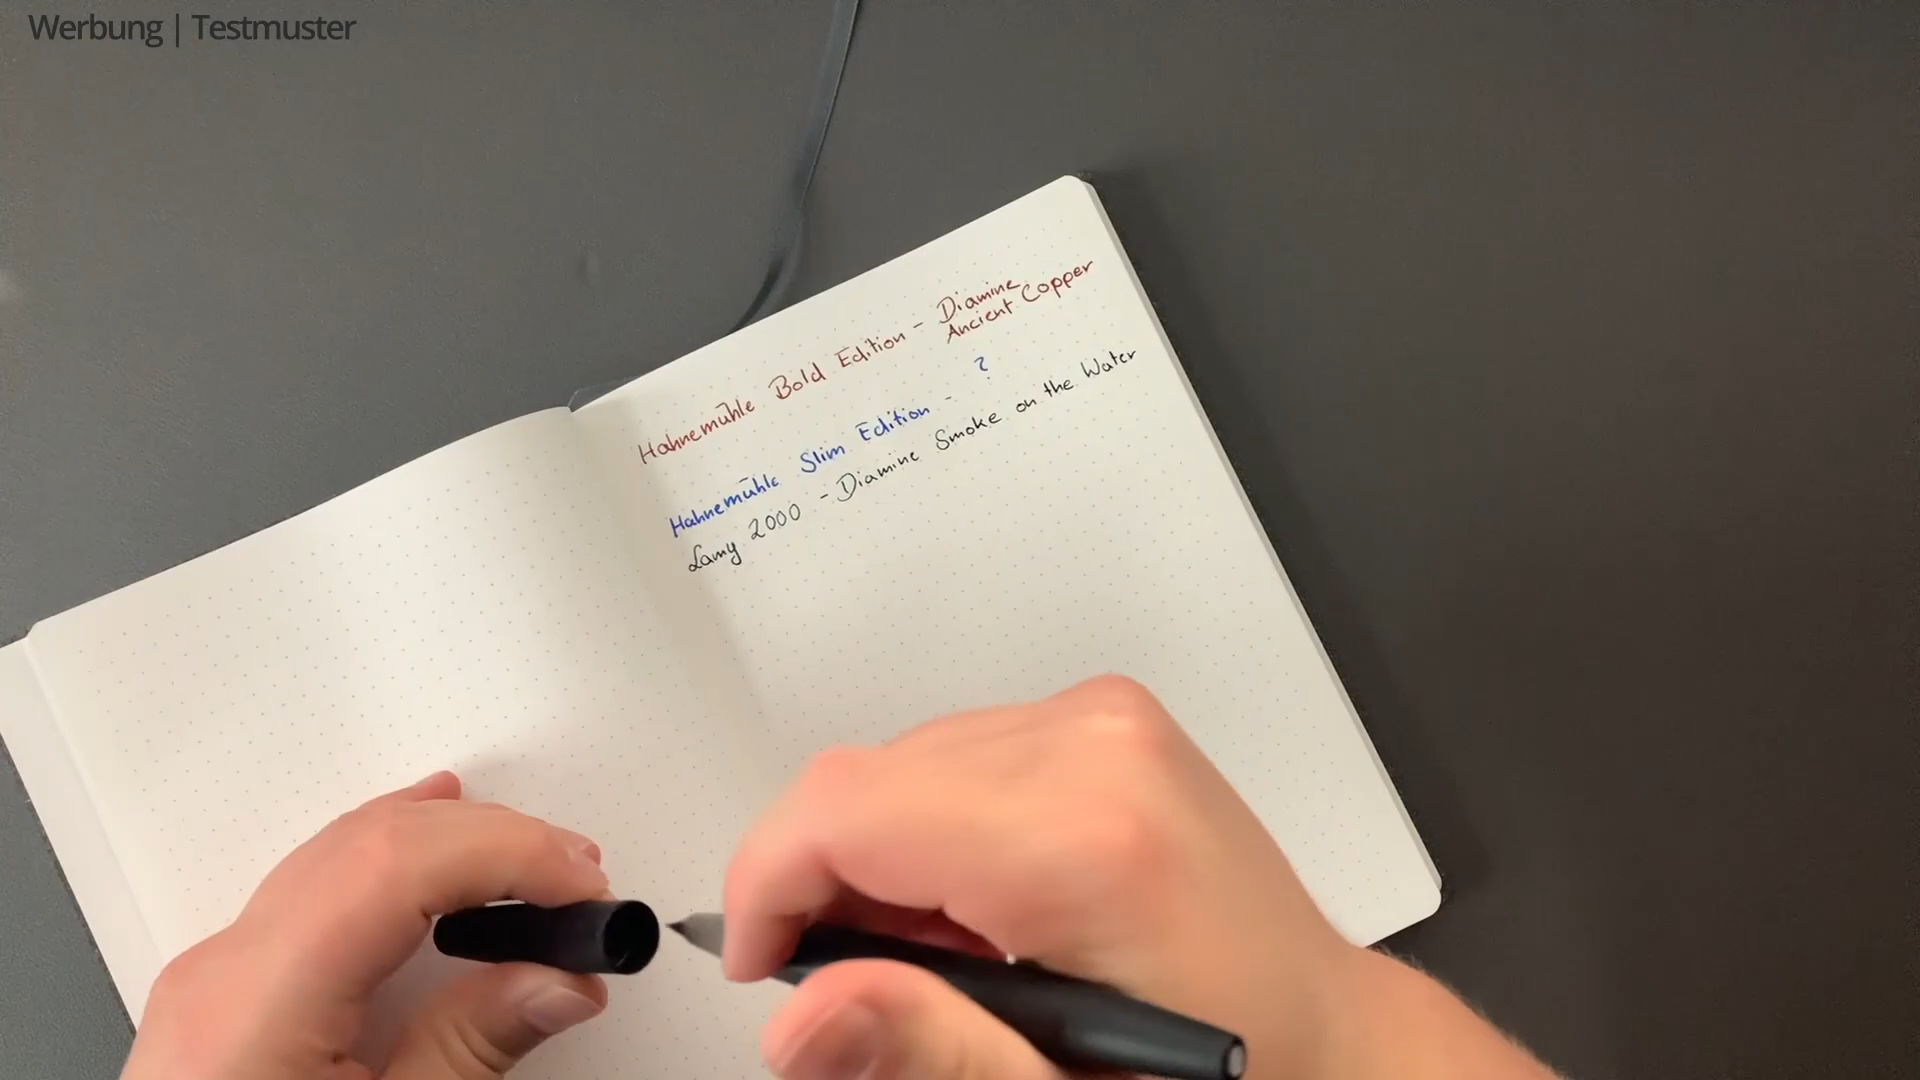 Werbung | Testmuster
Hahnemühle Bold Edition - Diamine
Ancient Copper
Hahnemühle Slim Edition - ?
Lamy 2000 - Diamine Smoke on the Water